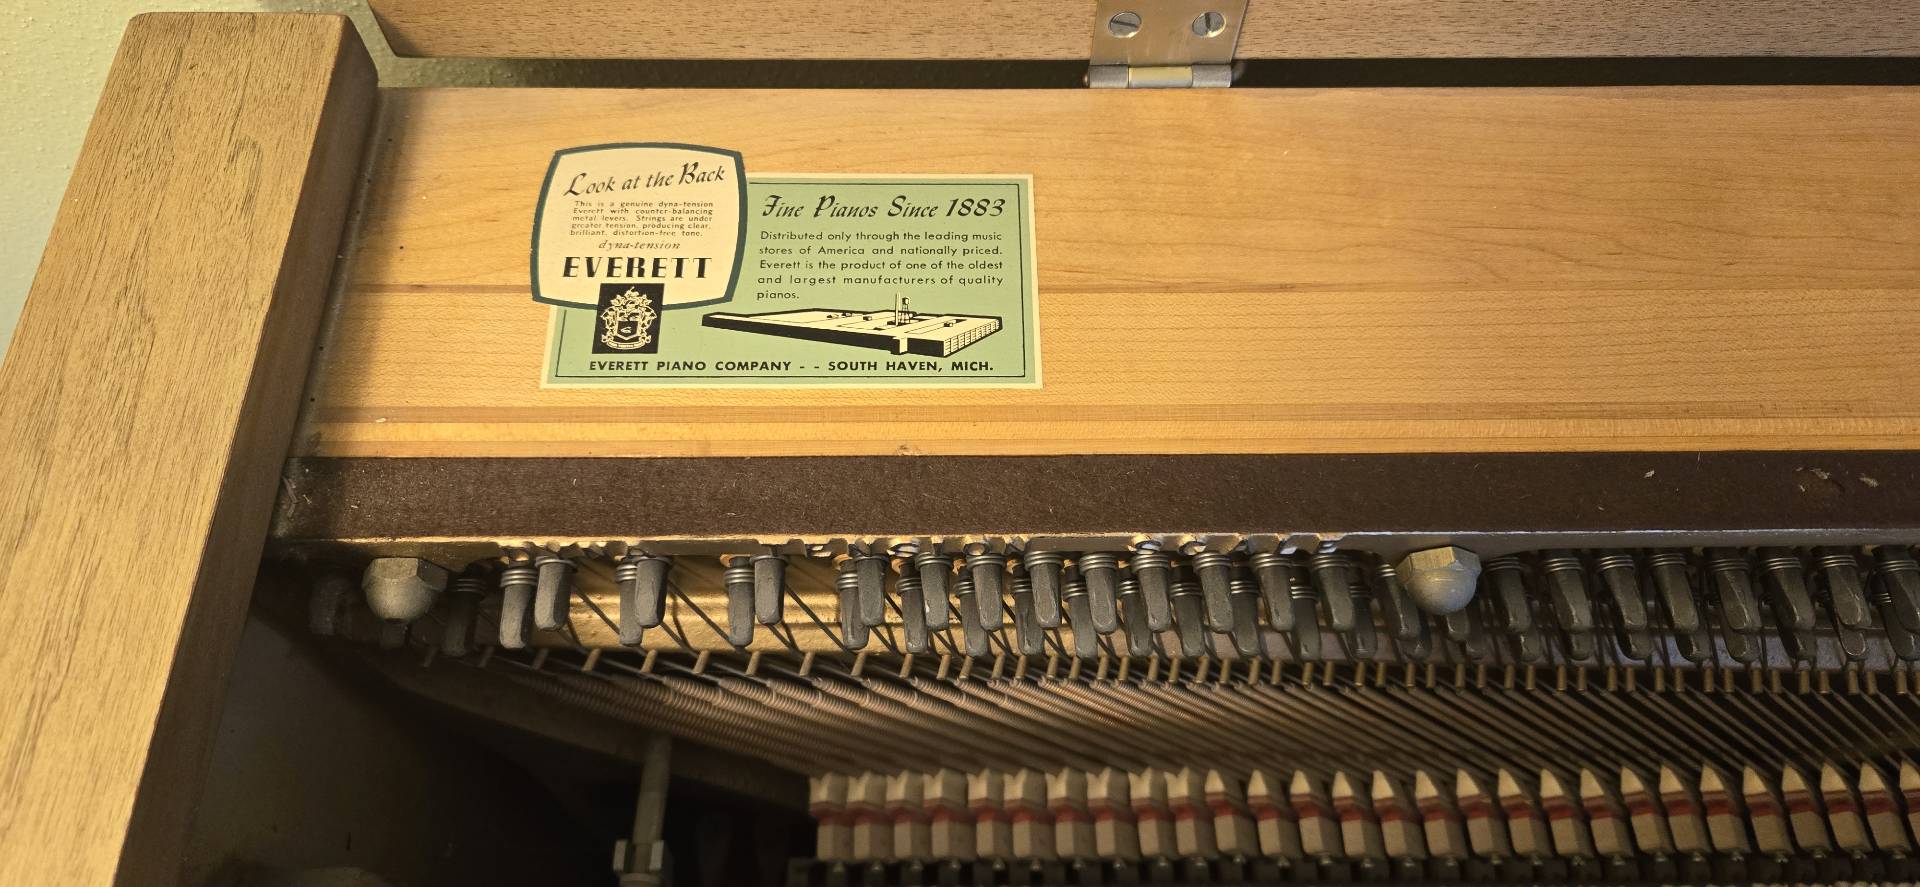 Look at the Back
This is a genuine dyna-tension
Everett with counter-balancing
metal levers. Strings are under
greater tension, producing clear,
brilliant, distortion-free tone.
dyna-tension
EVERETT
Fine Pianos Since 1883
Distributed only through the leading music
stores of America and nationally priced.
Everett is the product of one of the oldest
and largest manufacturers of quality
pianos.
EVERETT PIANO COMPANY - - SOUTH HAVEN, MICH.